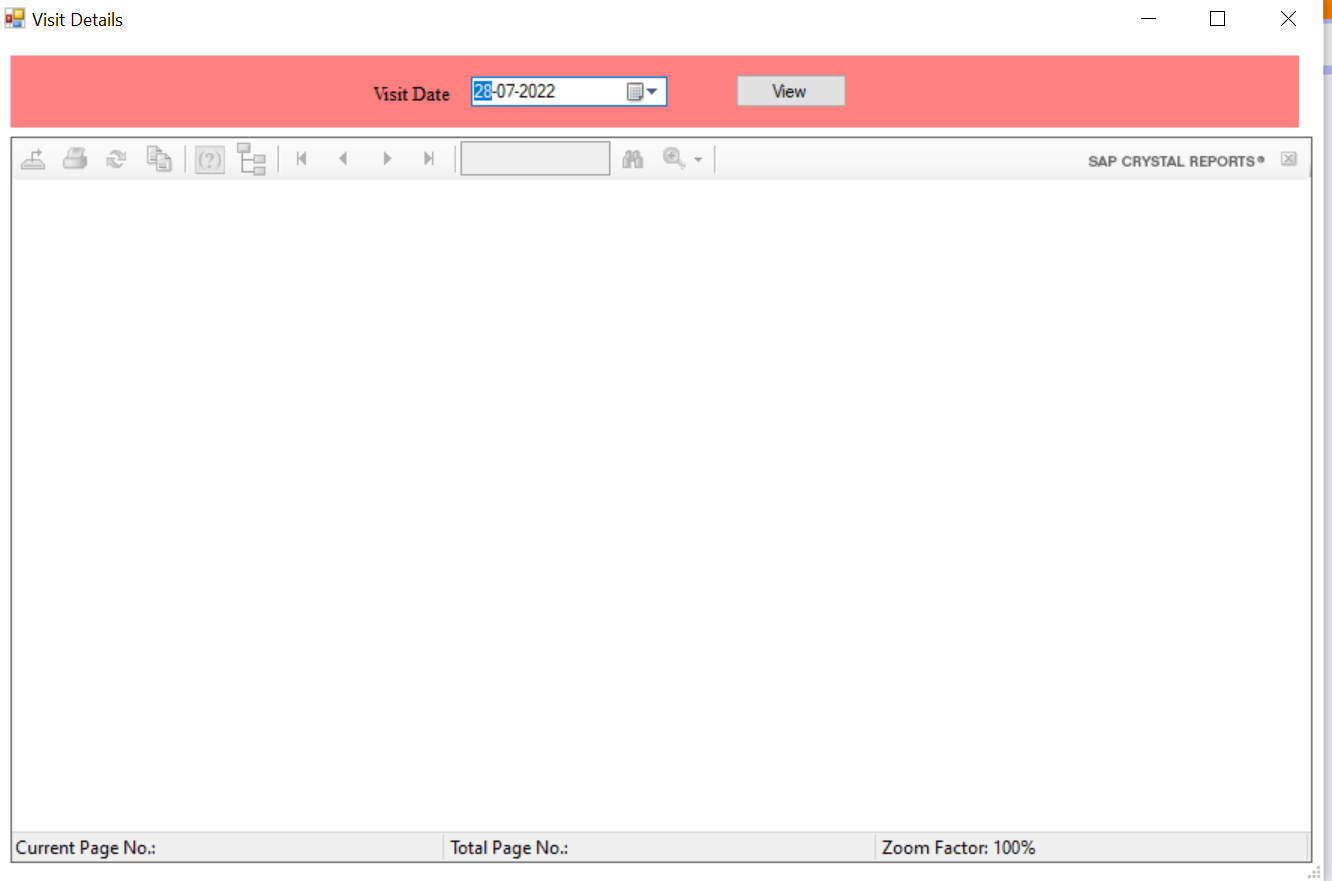 Visit Details
Visit Date 28-07-2022 View
(?) SAP CRYSTAL REPORTS®
Current Page No.: Total Page No.: Zoom Factor: 100%